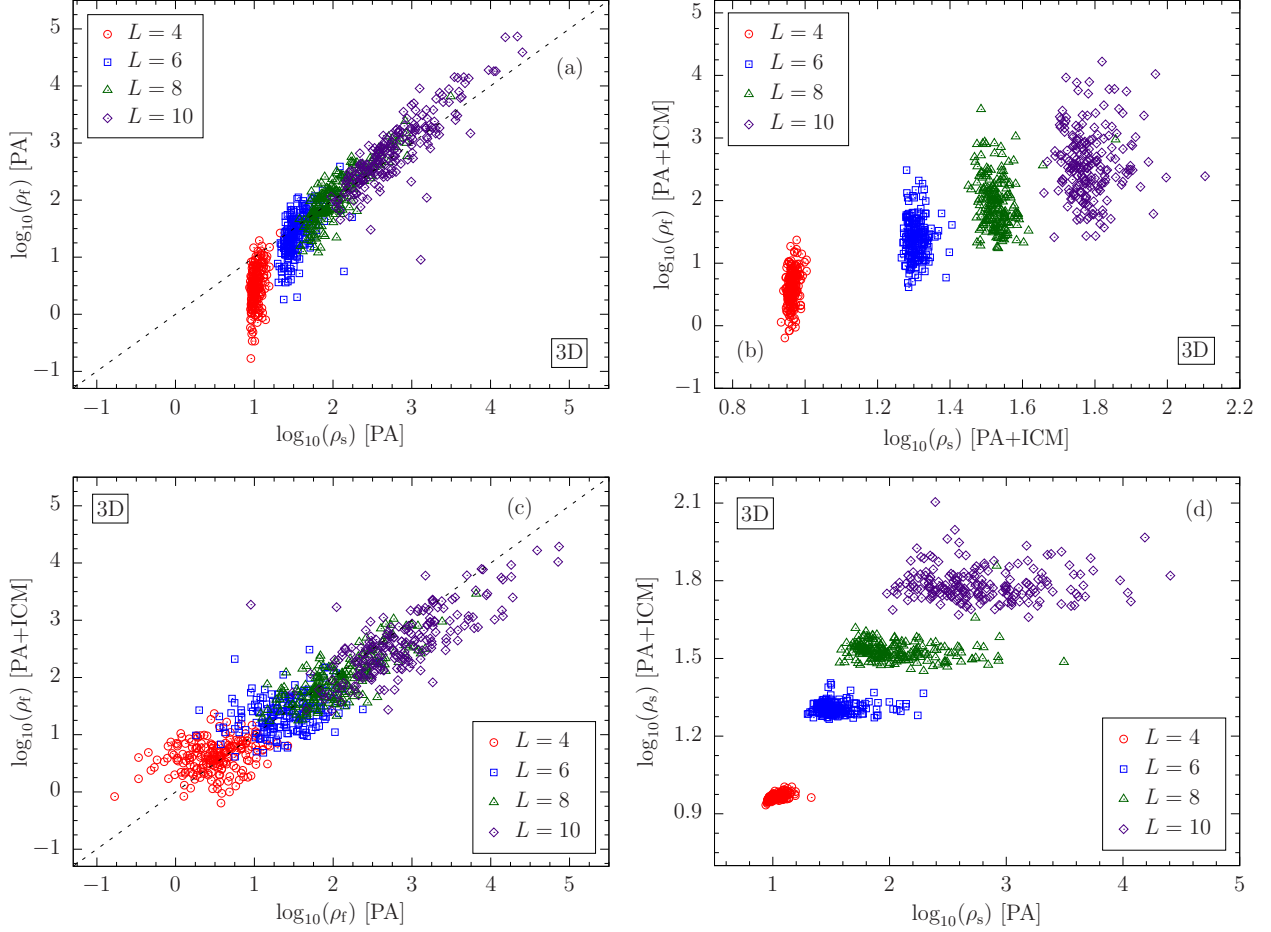 5
4
3
2
1
0
−1
log₁₀(ρf) [PA]
L = 4
L = 6
L = 8
L = 10
(a)
3D
−1 0 1 2 3 4 5
log₁₀(ρs) [PA]
5
4
3
2
1
0
−1
log₁₀(ρf) [PA+ICM]
L = 4
L = 6
L = 8
L = 10
(b)
3D
0.8 1 1.2 1.4 1.6 1.8 2 2.2
log₁₀(ρs) [PA+ICM]
5
4
3
2
1
0
−1
log₁₀(ρf) [PA+ICM]
3D
(c)
L = 4
L = 6
L = 8
L = 10
−1 0 1 2 3 4 5
log₁₀(ρf) [PA]
2.1
1.8
1.5
1.2
0.9
log₁₀(ρs) [PA+ICM]
3D
(d)
L = 4
L = 6
L = 8
L = 10
1 2 3 4 5
log₁₀(ρs) [PA]